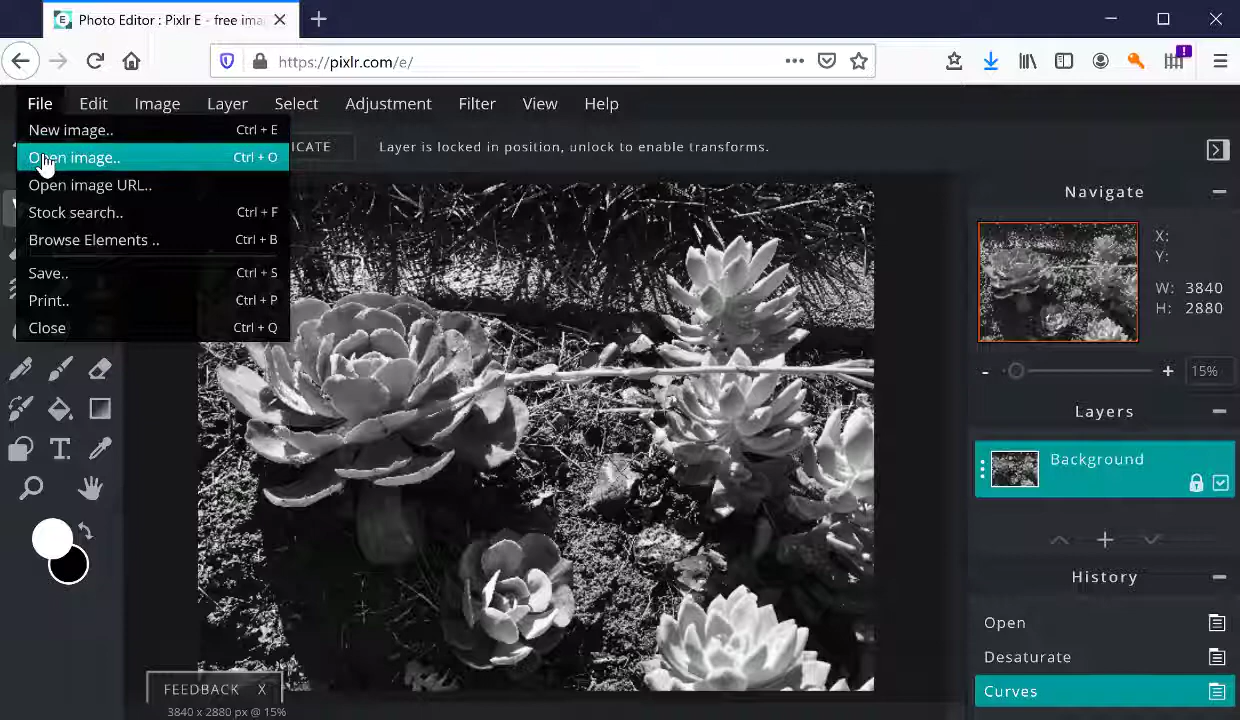 Photo Editor : Pixlr E - free ima
https://pixlr.com/e/
File Edit Image Layer Select Adjustment Filter View Help
New image.. Ctrl + E
Open image.. Ctrl + O
Open image URL..
Stock search.. Ctrl + F
Browse Elements .. Ctrl + B
Save.. Ctrl + S
Print.. Ctrl + P
Close Ctrl + Q
ICATE
Layer is locked in position, unlock to enable transforms.
Navigate
X:
Y:
W: 3840
H: 2880
- + 15%
Layers
Background
History
Open
Desaturate
Curves
FEEDBACK X
3840 x 2880 px @ 15%